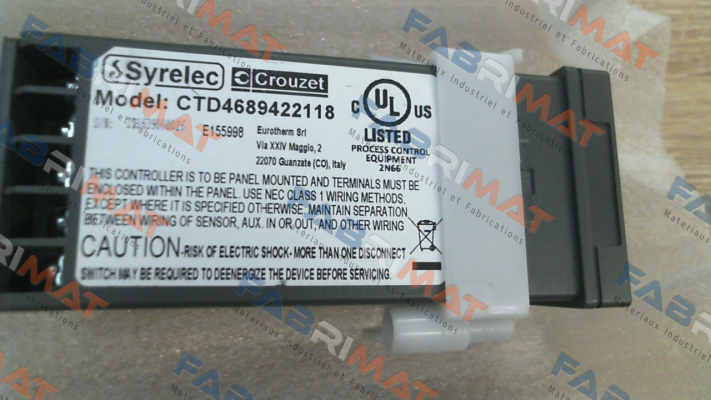 Syrelec Crouzet
Model: CTD4689422118
C UL US
LISTED
PROCESS CONTROL
EQUIPMENT
2N66
S/N:
E155998 Eurotherm Srl
Via XXIV Maggio, 2
22070 Guanzate (CO), Italy
THIS CONTROLLER IS TO BE PANEL MOUNTED AND TERMINALS MUST BE
ENCLOSED WITHIN THE PANEL. USE NEC CLASS 1 WIRING METHODS,
EXCEPT WHERE IT IS SPECIFIED OTHERWISE. MAINTAIN SEPARATION
BETWEEN WIRING OF SENSOR, AUX. IN OR OUT, AND OTHER WIRING
CAUTION -RISK OF ELECTRIC SHOCK- MORE THAN ONE DISCONNECT
SWITCH MAY BE REQUIRED TO DEENERGIZE THE DEVICE BEFORE SERVICING.
FABRIMAT
Materiaux Industriel et Fabrications